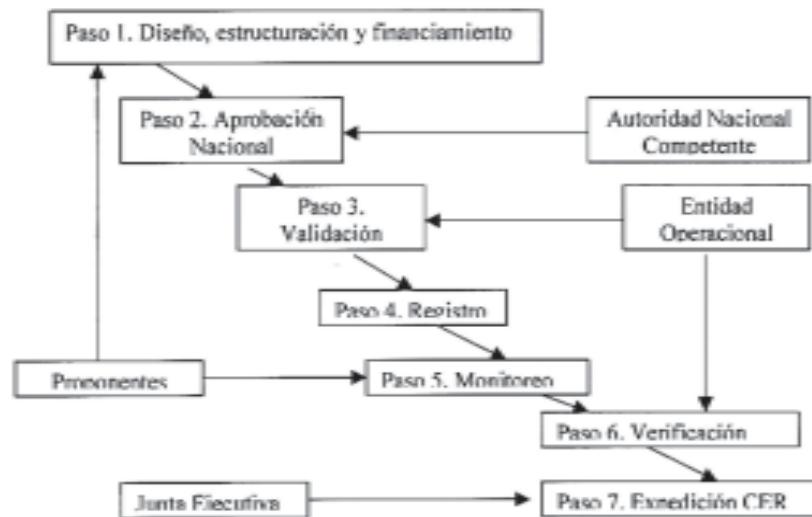 Paso 1. Diseño, estructuración y financiamiento
Paso 2. Aprobación
Nacional
Autoridad Nacional
Competente
Paso 3.
Validación
Entidad
Operacional
Paso 4. Registro
Proponentes
Paso 5. Monitoreo
Paso 6. Verificación
Junta Ejecutiva
Paso 7. Expedición CER